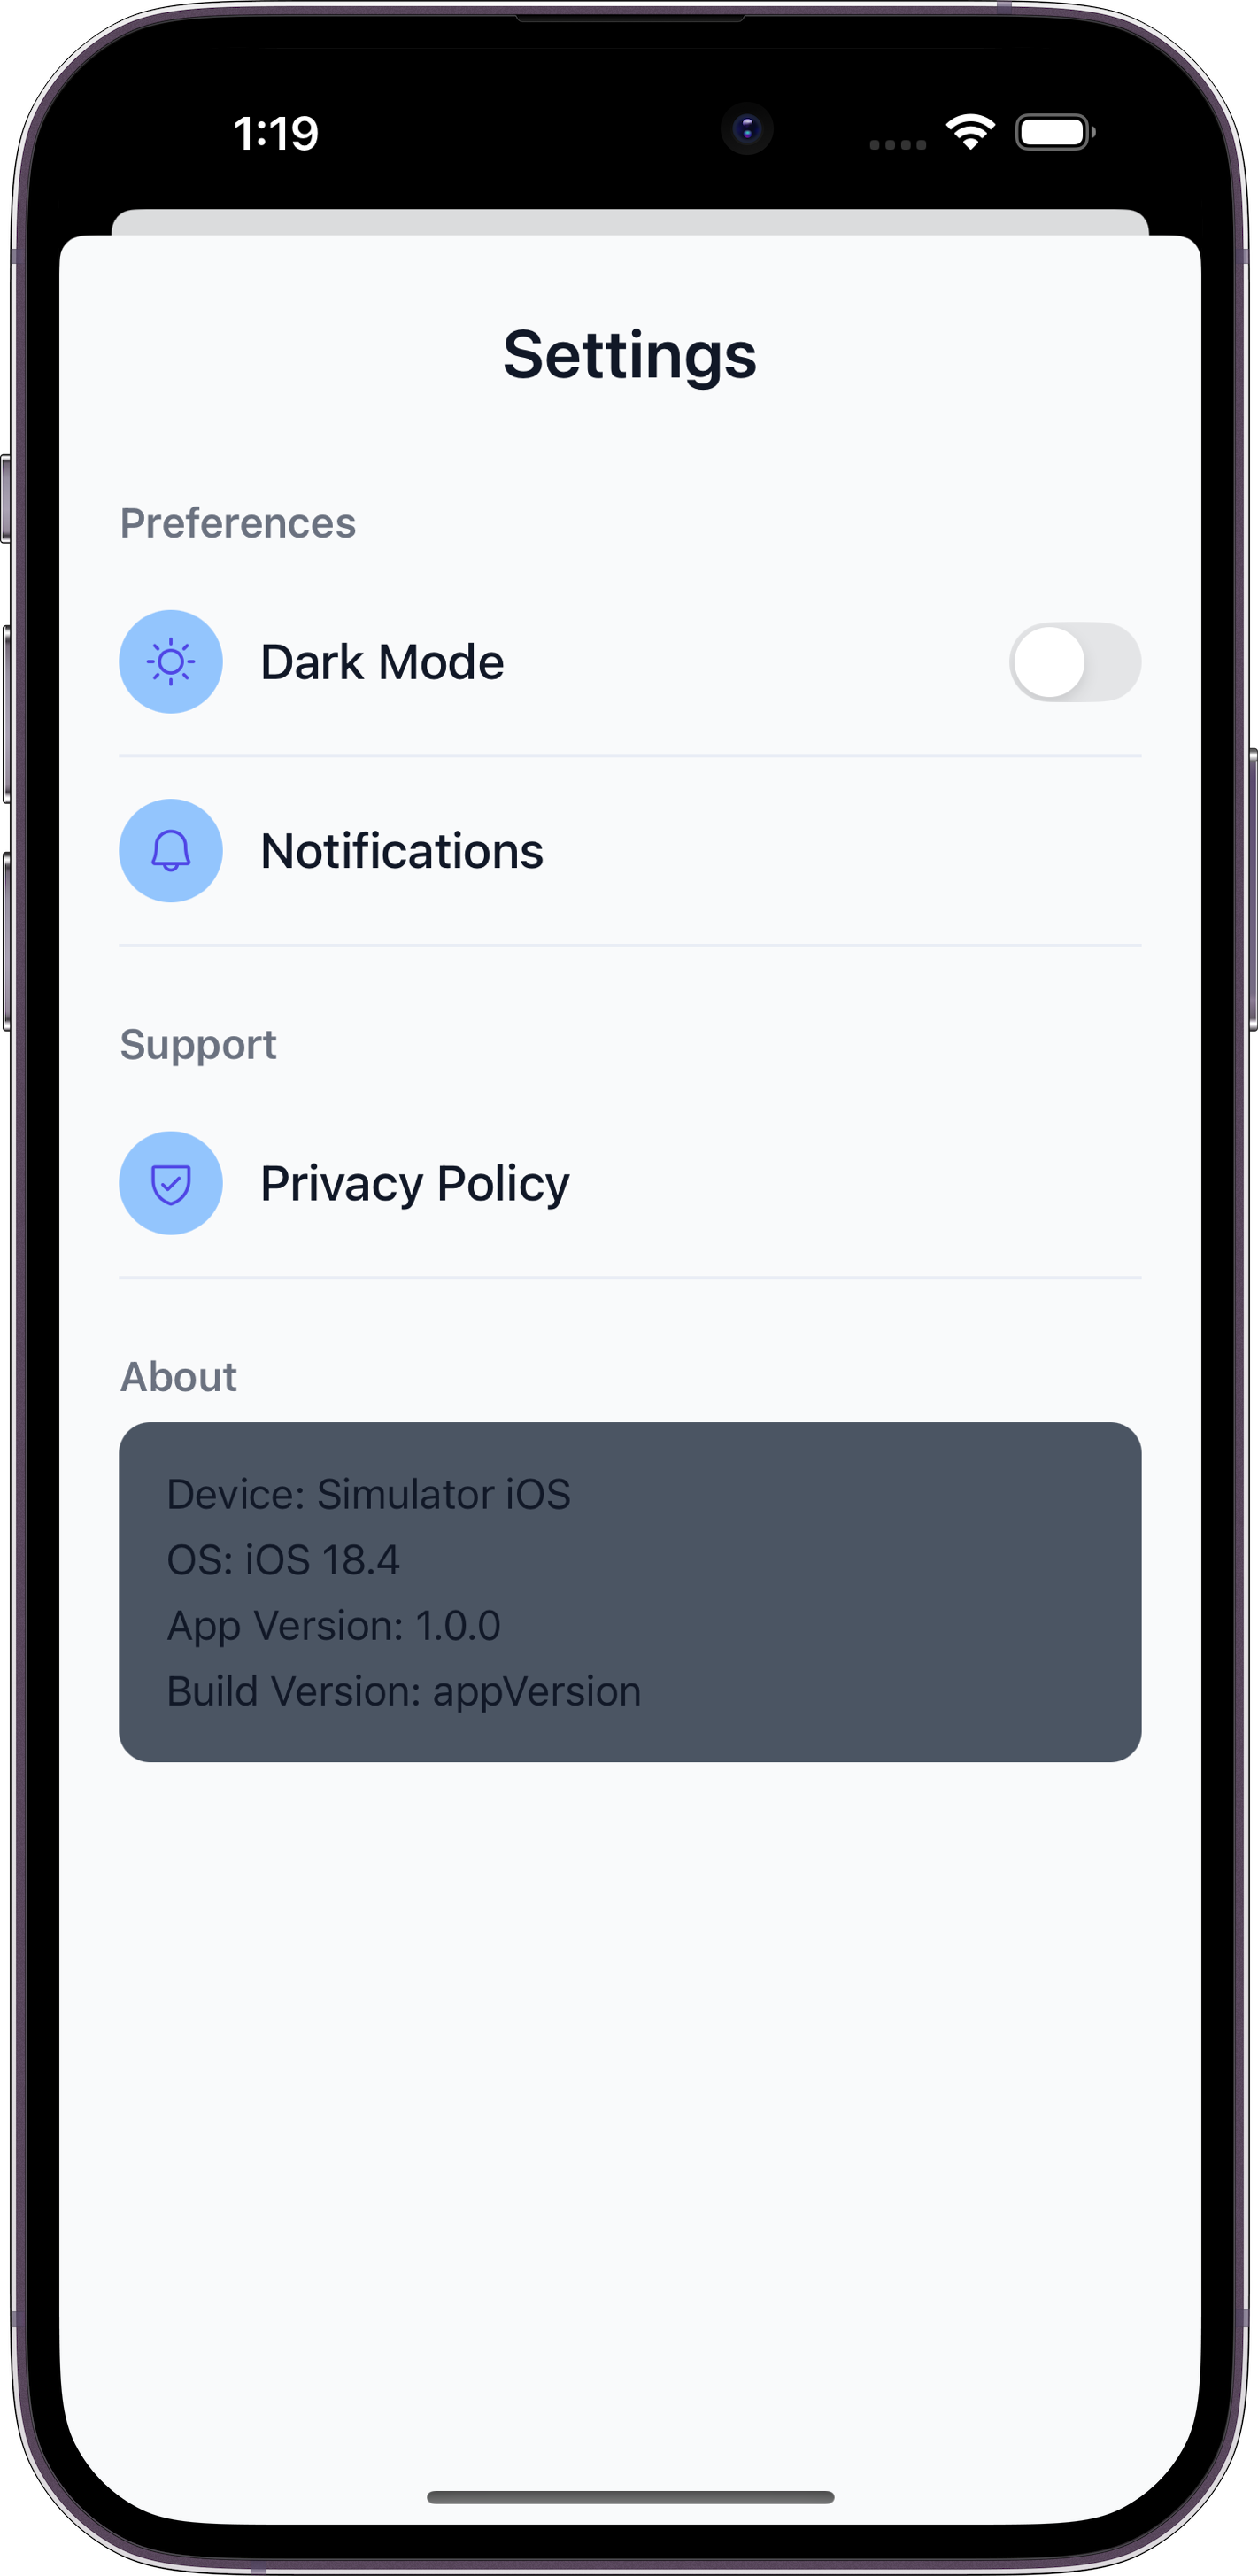 1:19
Settings
Preferences
Dark Mode
Notifications
Support
Privacy Policy
About
Device: Simulator iOS
OS: iOS 18.4
App Version: 1.0.0
Build Version: appVersion